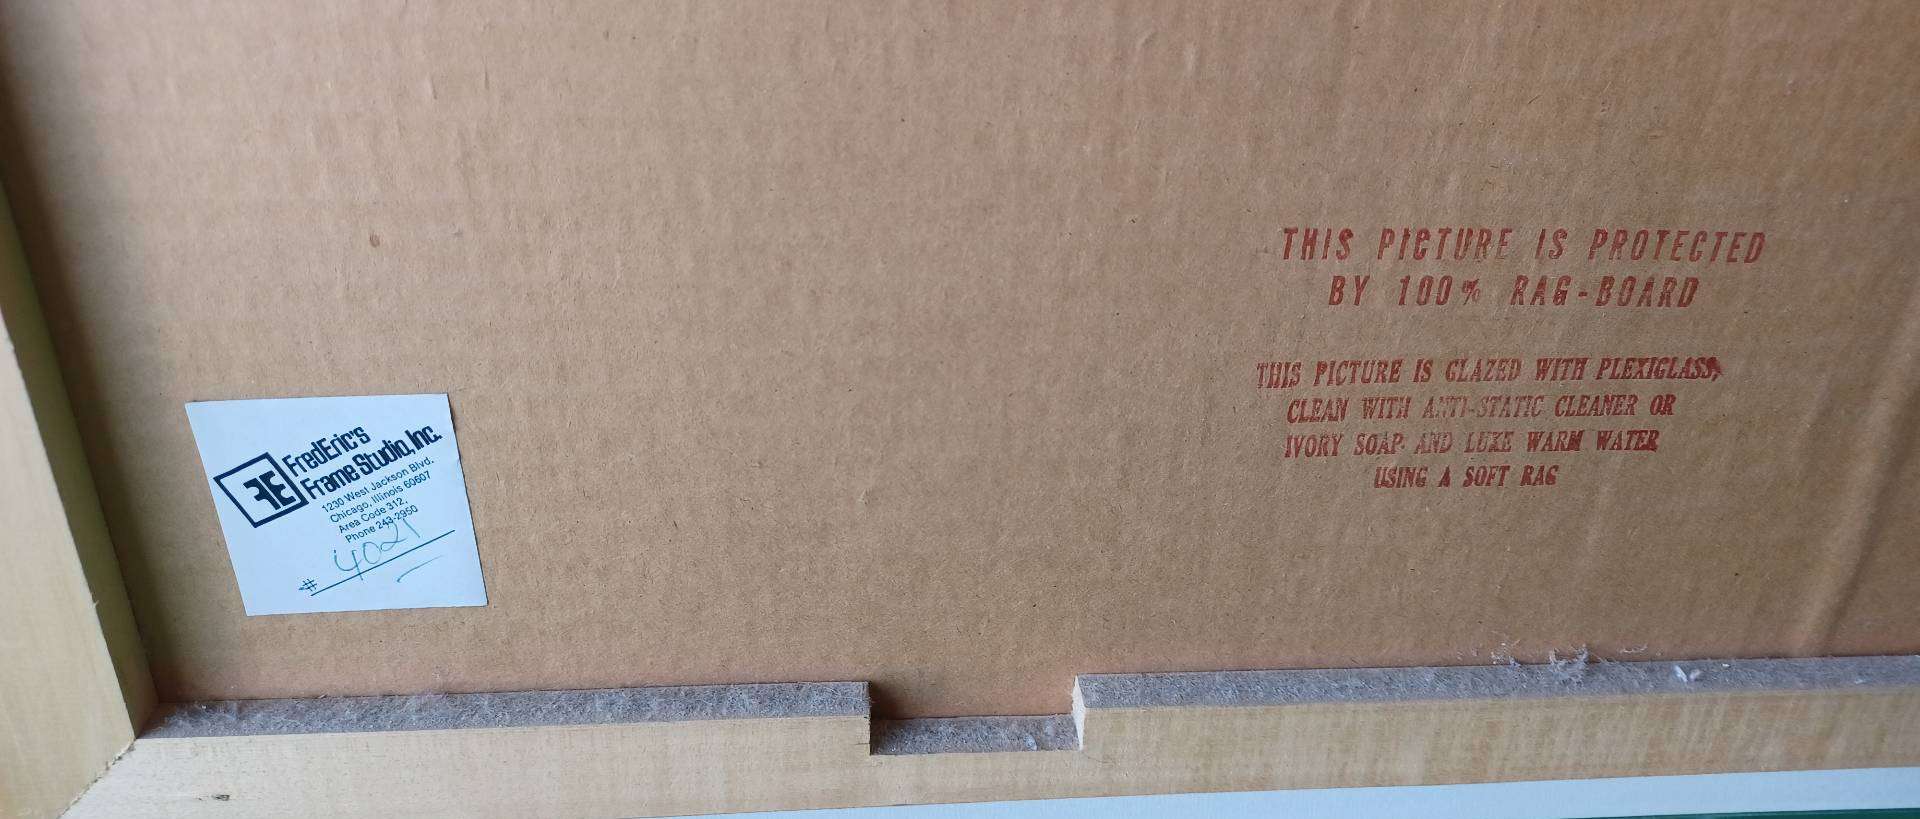 FredEric's
Frame Studio, Inc.
1230 West Jackson Blvd.
Chicago, Illinois 60607
Area Code 312,
Phone 243-2950
# 4021
THIS PICTURE IS PROTECTED
BY 100% RAG-BOARD
THIS PICTURE IS GLAZED WITH PLEXIGLASS,
CLEAN WITH ANTI-STATIC CLEANER OR
IVORY SOAP AND LUKE WARM WATER
USING A SOFT RAG